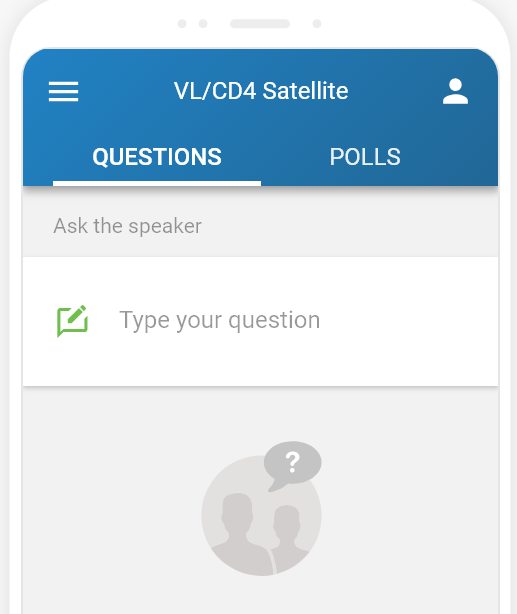 VL/CD4 Satellite
QUESTIONS POLLS
Ask the speaker
Type your question
?